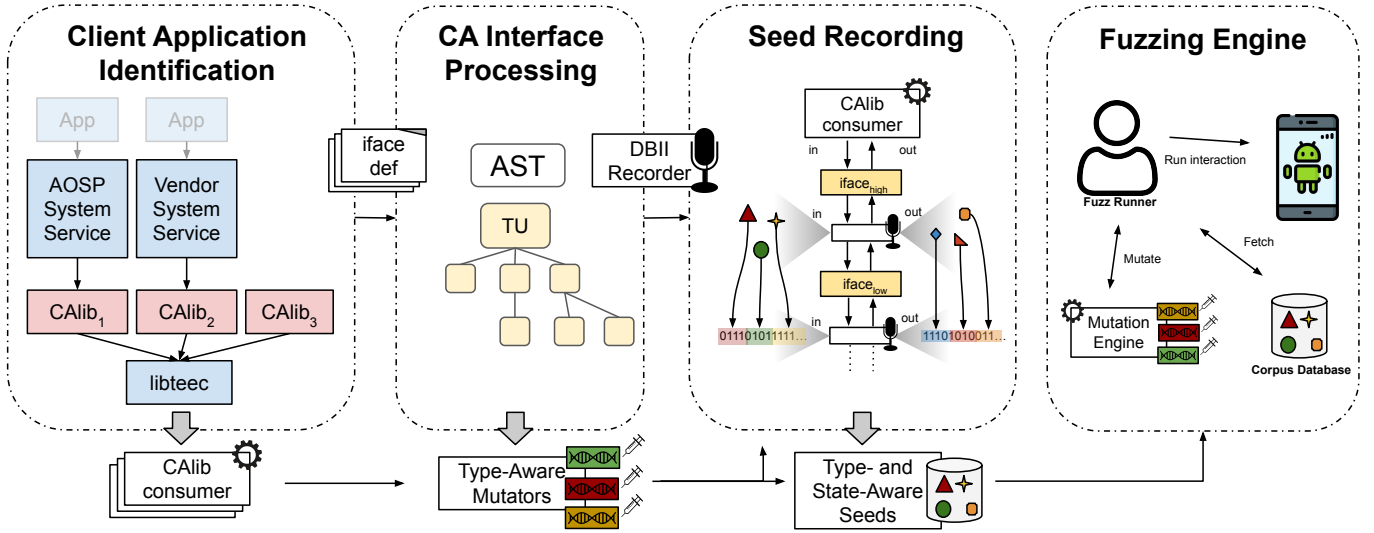 Client Application
Identification
App
App
AOSP
System
Service
Vendor
System
Service
CAlib1
CAlib2
CAlib3
libteec
CAlib
consumer
iface
def
CA Interface
Processing
AST
TU
Type-Aware
Mutators
DBII
Recorder
Seed Recording
CAlib
consumer
in
out
ifacehigh
in
out
ifacelow
in
out
01110101111...
11101010011...
Type- and
State-Aware
Seeds
Fuzzing Engine
Fuzz Runner
Run interaction
Mutate
Fetch
Mutation
Engine
Corpus Database